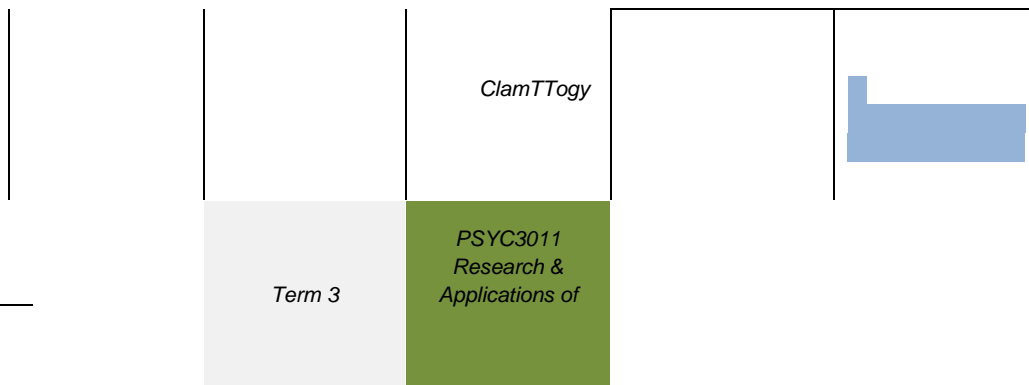 ClamTTogy
PSYC3011
Research &
Term 3
Applications of